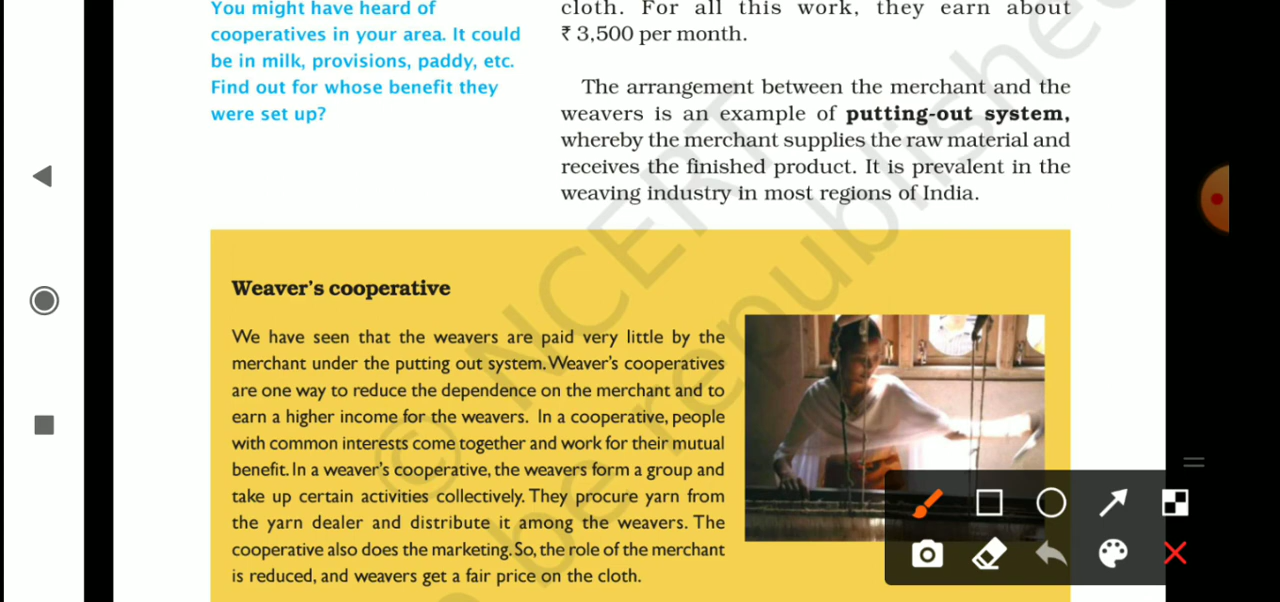 You might have heard of
cooperatives in your area. It could
be in milk, provisions, paddy, etc.
Find out for whose benefit they
were set up?
cloth. For all this work, they earn about
₹ 3,500 per month.
The arrangement between the merchant and the
weavers is an example of putting-out system,
whereby the merchant supplies the raw material and
receives the finished product. It is prevalent in the
weaving industry in most regions of India.
Weaver's cooperative
We have seen that the weavers are paid very little by the
merchant under the putting out system. Weaver's cooperatives
are one way to reduce the dependence on the merchant and to
earn a higher income for the weavers. In a cooperative, people
with common interests come together and work for their mutual
benefit. In a weaver's cooperative, the weavers form a group and
take up certain activities collectively. They procure yarn from
the yarn dealer and distribute it among the weavers. The
cooperative also does the marketing. So, the role of the merchant
is reduced, and weavers get a fair price on the cloth.
© NCERT
be republished